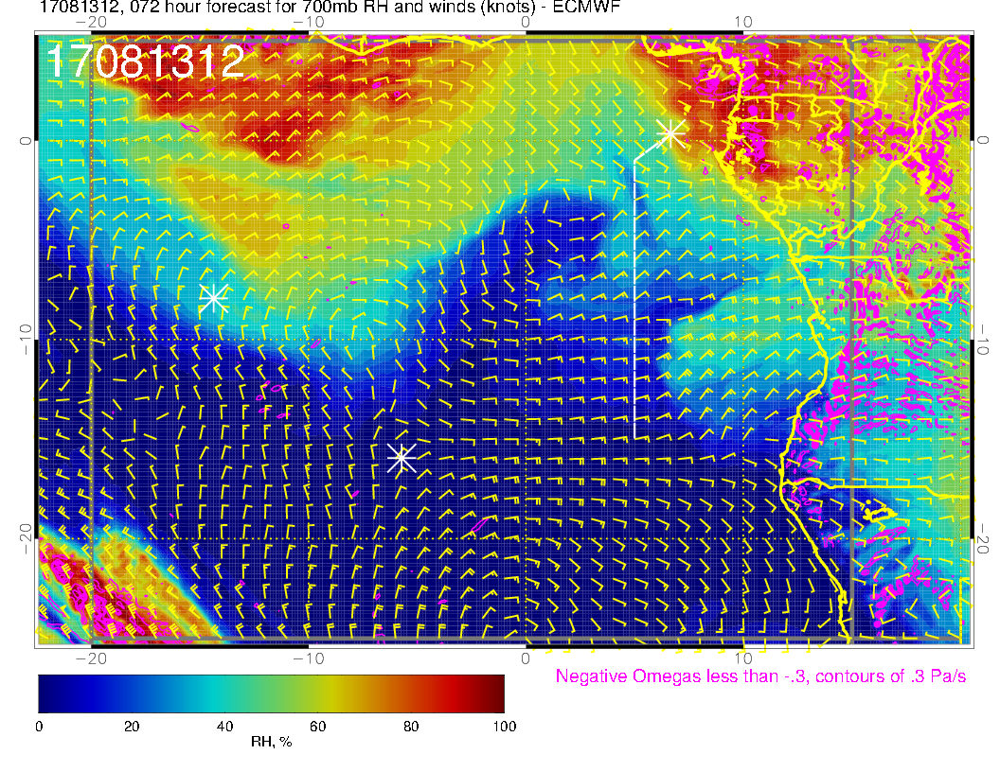 17081312, 072 hour forecast for 700mb RH and winds (knots) - ECMWF
−20 −10 0 10
17081312
0 0
−10 −10
−20 −20
−20 −10 0 10
Negative Omegas less than -.3, contours of .3 Pa/s
0 20 40 60 80 100
RH, %